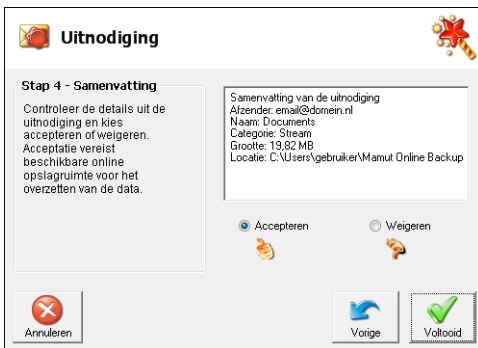 Uitnodiging
Stap 4 - Samenvatting
Controleer de details uit de
uitnodiging en kies
accepteren of weigeren.
Acceptatie vereist
beschikbare online
opslagruimte voor het
overzetten van de data.
Samenvatting van de uitnodiging
Afzender: email@domein.nl
Naam: Documents
Categorie: Stream
Grootte: 19,82 MB
Locatie: C:\Users\gebruiker\Mamut Online Backup
Accepteren
Weigeren
Annuleren
Vorige
Voltooid